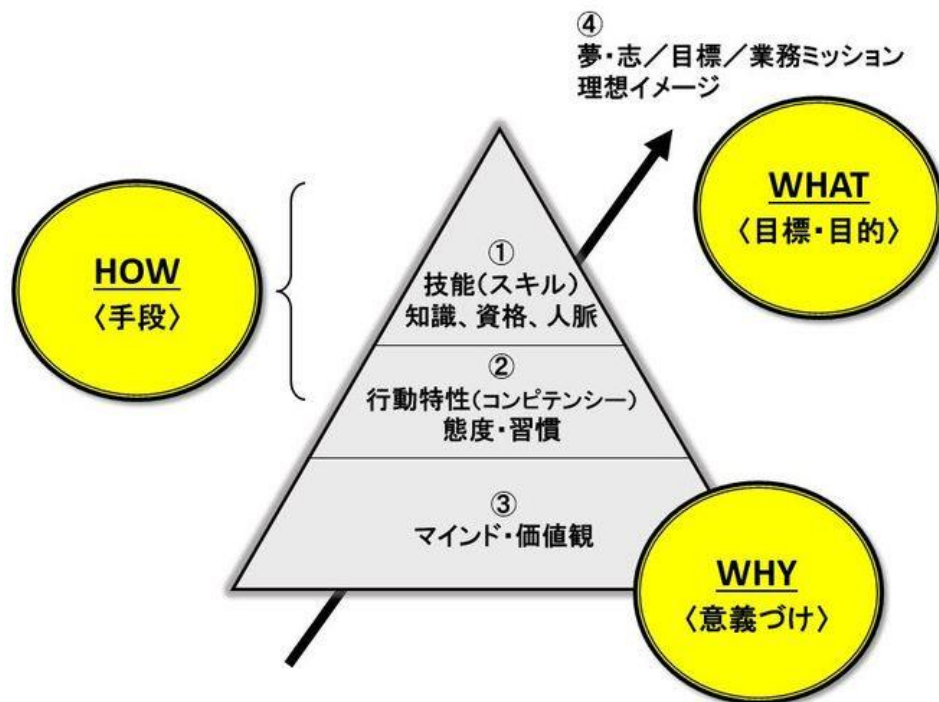 ④
夢・志／目標／業務ミッション
理想イメージ
WHAT
〈目標・目的〉
HOW
〈手段〉
①
技能(スキル)
知識、資格、人脈
②
行動特性(コンピテンシー)
態度・習慣
③
マインド・価値観
WHY
〈意義づけ〉